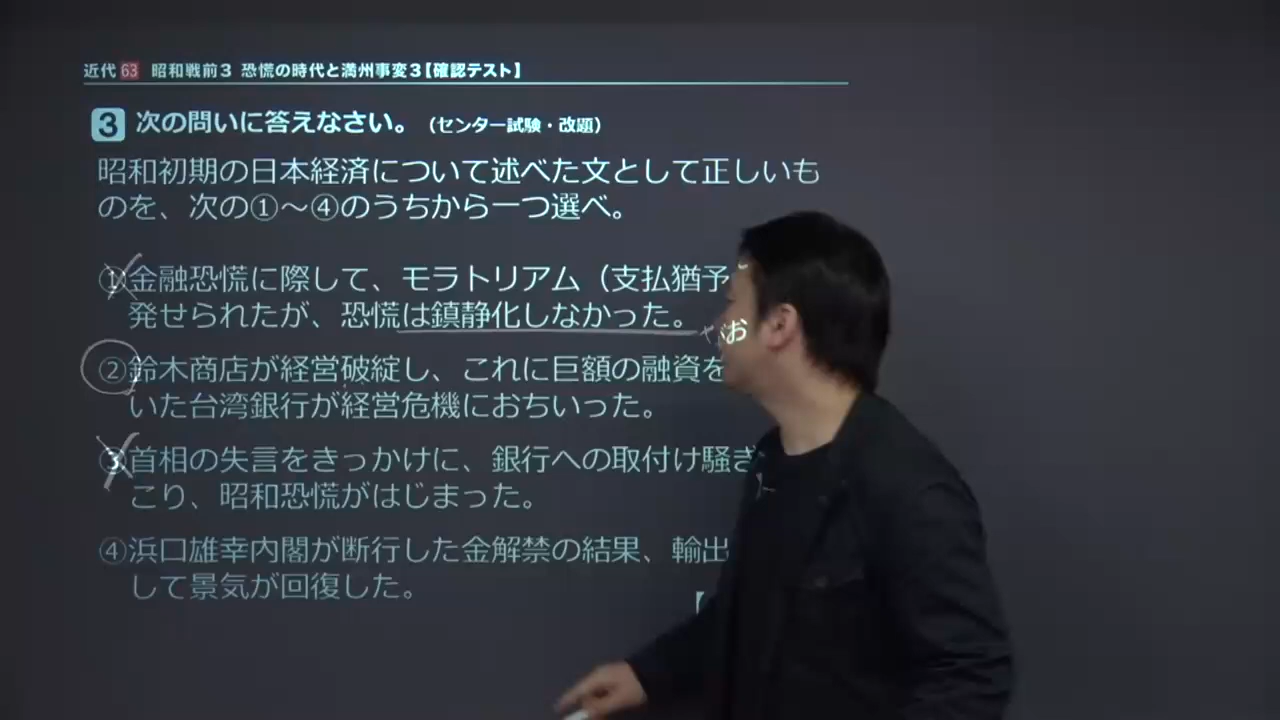 近代 63 昭和戦前3 恐慌の時代と満州事変3【確認テスト】
3 次の問いに答えなさい。（センター試験・改題）
昭和初期の日本経済について述べた文として正しいも
のを、次の①～④のうちから一つ選べ。
①金融恐慌に際して、モラトリアム（支払猶予
発せられたが、恐慌は鎮静化しなかった。
②鈴木商店が経営破綻し、これに巨額の融資を お
いた台湾銀行が経営危機におちいった。
③首相の失言をきっかけに、銀行への取付け騒ぎ
こり、昭和恐慌がはじまった。
④浜口雄幸内閣が断行した金解禁の結果、輸出
して景気が回復した。
【